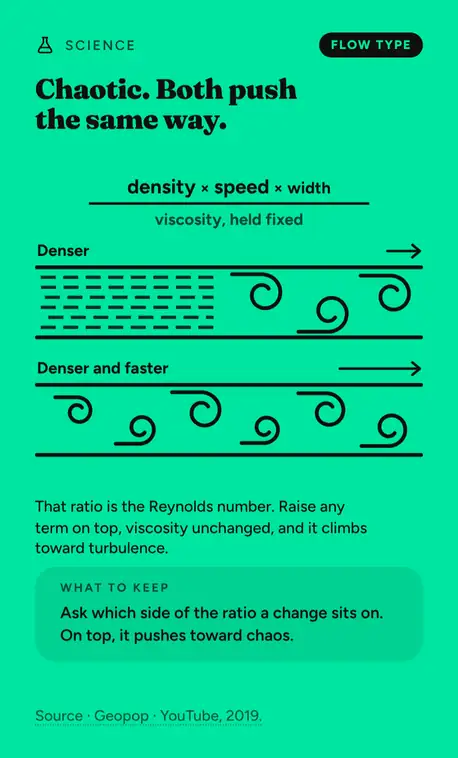 SCIENCE
FLOW TYPE
Chaotic. Both push
the same way.
density × speed × width
viscosity, held fixed
Denser
Denser and faster
That ratio is the Reynolds number. Raise any
term on top, viscosity unchanged, and it climbs
toward turbulence.
WHAT TO KEEP
Ask which side of the ratio a change sits on.
On top, it pushes toward chaos.
Source · Geopop · YouTube, 2019.